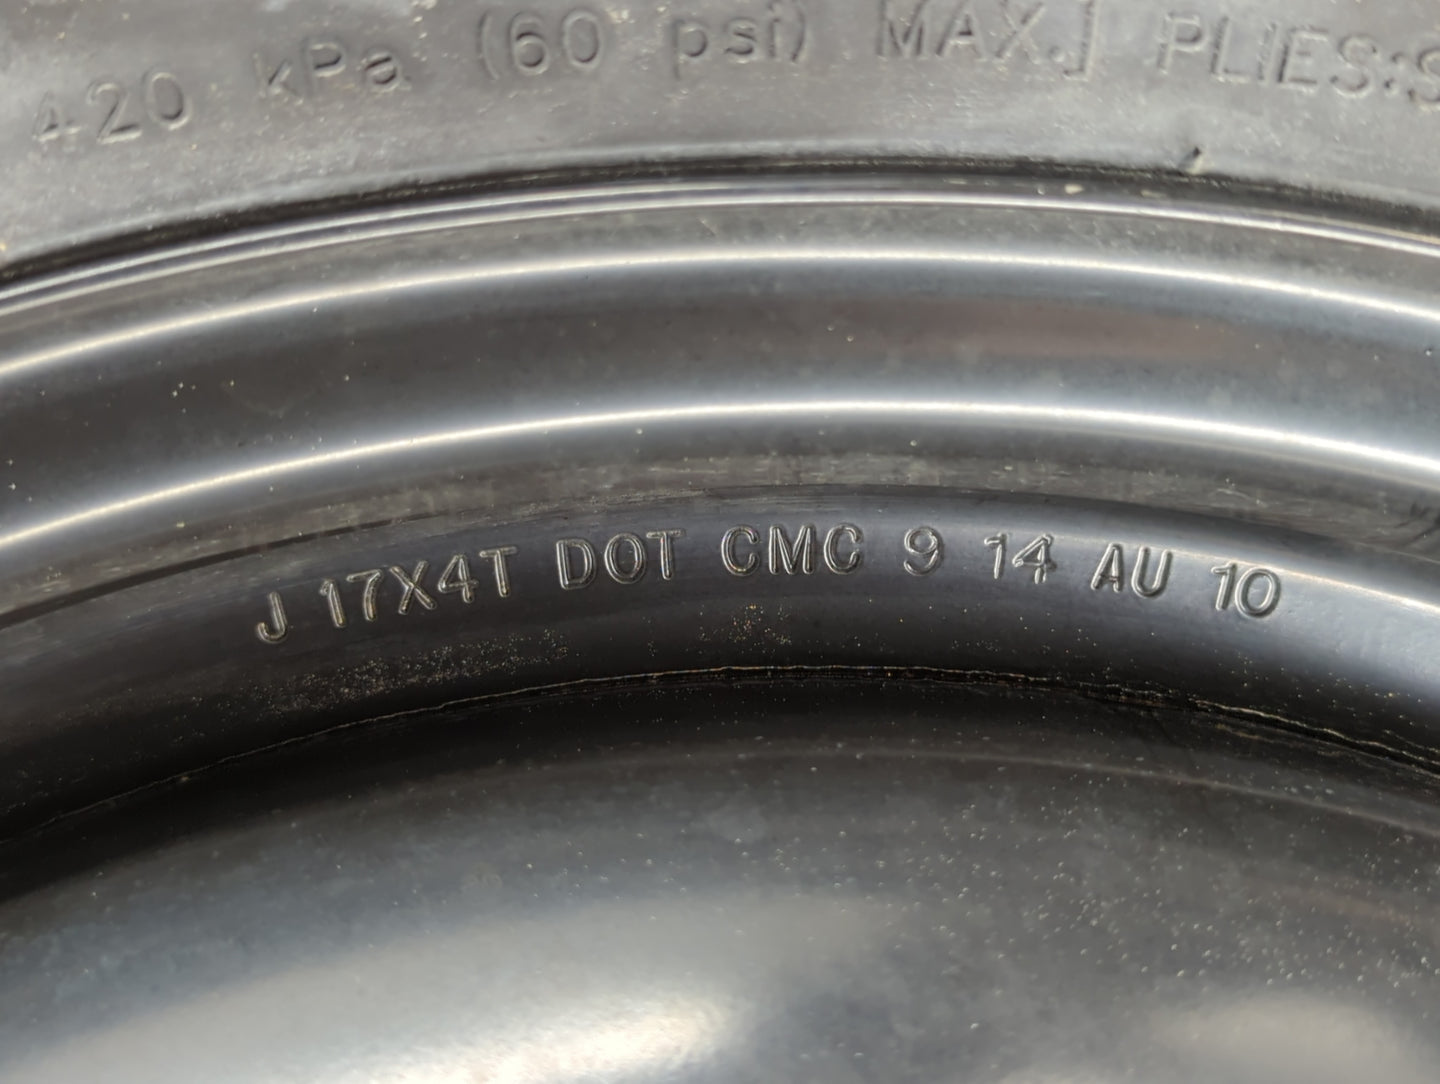 420 kPa (60 psi) MAX.] PLIES:S
J 17X4T DOT CMC 9 14 AU 10